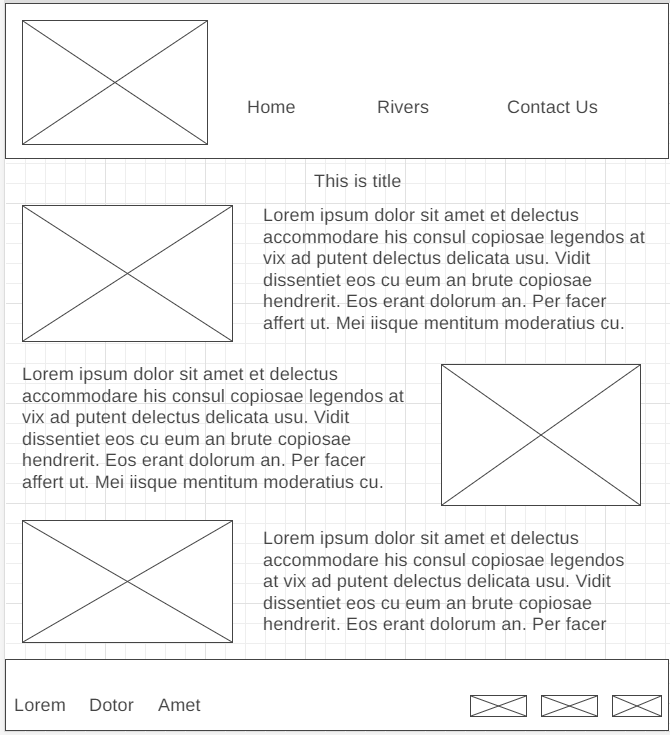 Home Rivers Contact Us
This is title
Lorem ipsum dolor sit amet et delectus
accommodare his consul copiosae legendos at
vix ad putent delectus delicata usu. Vidit
dissentiet eos cu eum an brute copiosae
hendrerit. Eos erant dolorum an. Per facer
affert ut. Mei iisque mentitum moderatius cu.
Lorem ipsum dolor sit amet et delectus
accommodare his consul copiosae legendos at
vix ad putent delectus delicata usu. Vidit
dissentiet eos cu eum an brute copiosae
hendrerit. Eos erant dolorum an. Per facer
affert ut. Mei iisque mentitum moderatius cu.
Lorem ipsum dolor sit amet et delectus
accommodare his consul copiosae legendos
at vix ad putent delectus delicata usu. Vidit
dissentiet eos cu eum an brute copiosae
hendrerit. Eos erant dolorum an. Per facer
Lorem Dotor Amet